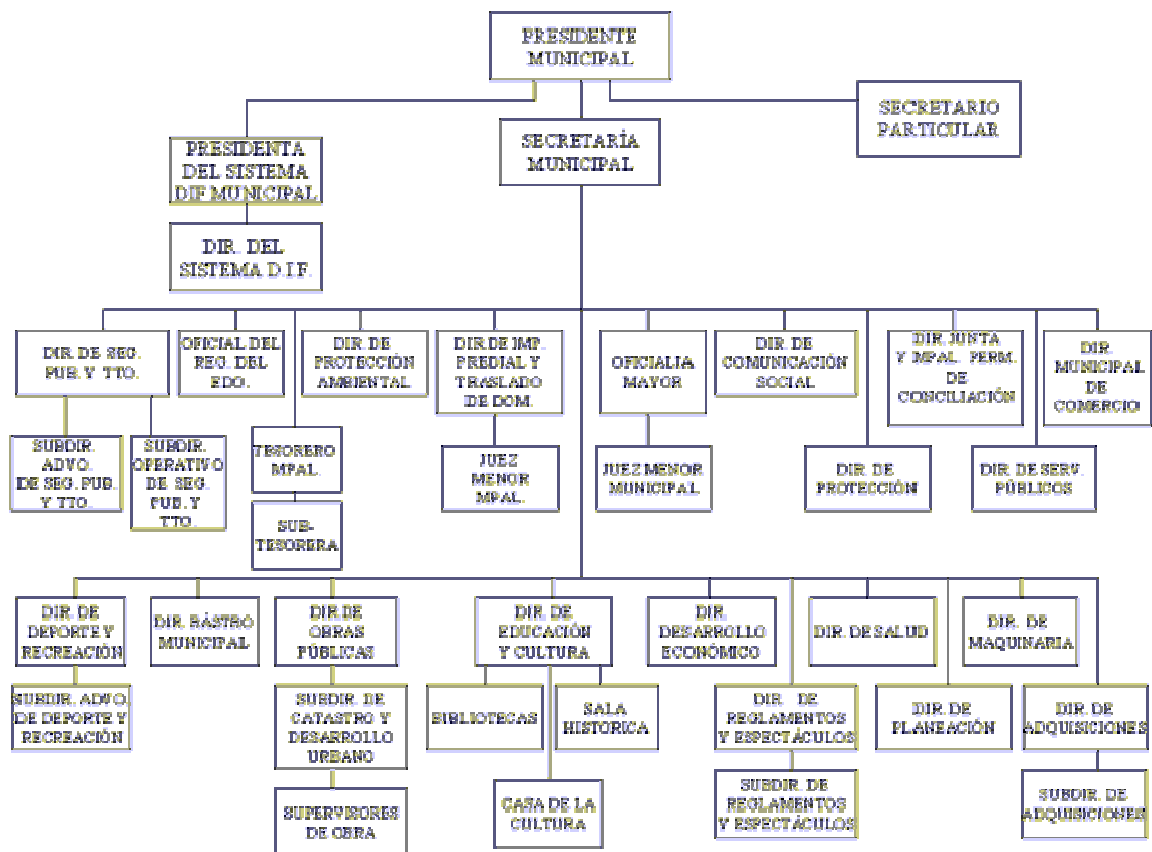 PRESIDENTE
MUNICIPAL
SECRETARIO
PARTICULAR
SECRETARÍA
MUNICIPAL
PRESIDENTA
DEL SISTEMA
DIF MUNICIPAL
DIR. DEL
SISTEMA D.I.F.
DIR. DE SEG.
PUB. Y TTO.
OFICIAL DEL
REG. DEL
EDO.
DIR. DE
PROTECCIÓN
AMBIENTAL
DIR. DE IMP.
PREDIAL Y
TRASLADO
DE DOM.
OFICIALIA
MAYOR
DIR. DE
COMUNICACIÓN
SOCIAL
DIR. JUNTA
Y MPAL. PERM.
DE
CONCILIACIÓN
DIR.
MUNICIPAL
DE
COMERCIO
SUBDIR.
ADVO.
DE SEG. PUB.
Y TTO.
SUBDIR.
OPERATIVO
DE SEG.
PUB. Y
TTO.
TESORERO
MPAL.
JUEZ
MENOR
MPAL.
JUEZ MENOR
MUNICIPAL
DIR. DE
PROTECCIÓN
DIR. DE SERV.
PÚBLICOS
SUB-
TESORERA
DIR. DE
DEPORTE Y
RECREACIÓN
DIR. RÁSTRO
MUNICIPAL
DIR. DE
OBRAS
PÚBLICAS
DIR. DE
EDUCACIÓN
Y CULTURA
DIR.
DESARROLLO
ECONÓMICO
DIR. DE SALUD
DIR. DE
MAQUINARIA
SUBDIR. ADVO.
DE DEPORTE Y
RECREACIÓN
SUBDIR. DE
CATASTRO Y
DESARROLLO
URBANO
BIBLIOTECAS
SALA
HISTORICA
DIR. DE
REGLAMENTOS
Y ESPECTÁCULOS
DIR. DE
PLANEACIÓN
DIR. DE
ADQUISICIONES
SUPERVISORES
DE OBRA
CASA DE LA
CULTURA
SUBDIR. DE
REGLAMENTOS
Y ESPECTÁCULOS
SUBDIR. DE
ADQUISICIONES